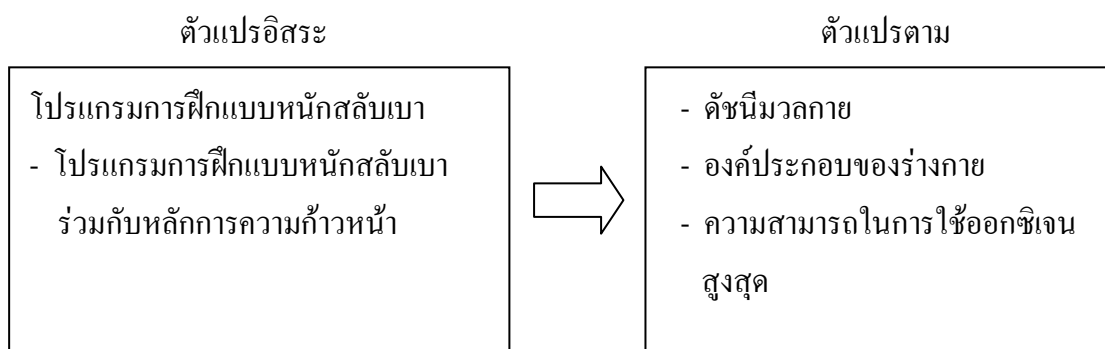 ตัวแปรอิสระ
โปรแกรมการฝึกแบบหนักสลับเบา
- โปรแกรมการฝึกแบบหนักสลับเบา
ร่วมกับหลักการความก้าวหน้า
ตัวแปรตาม
- ดัชนีมวลกาย
- องค์ประกอบของร่างกาย
- ความสามารถในการใช้ออกซิเจน
สูงสุด